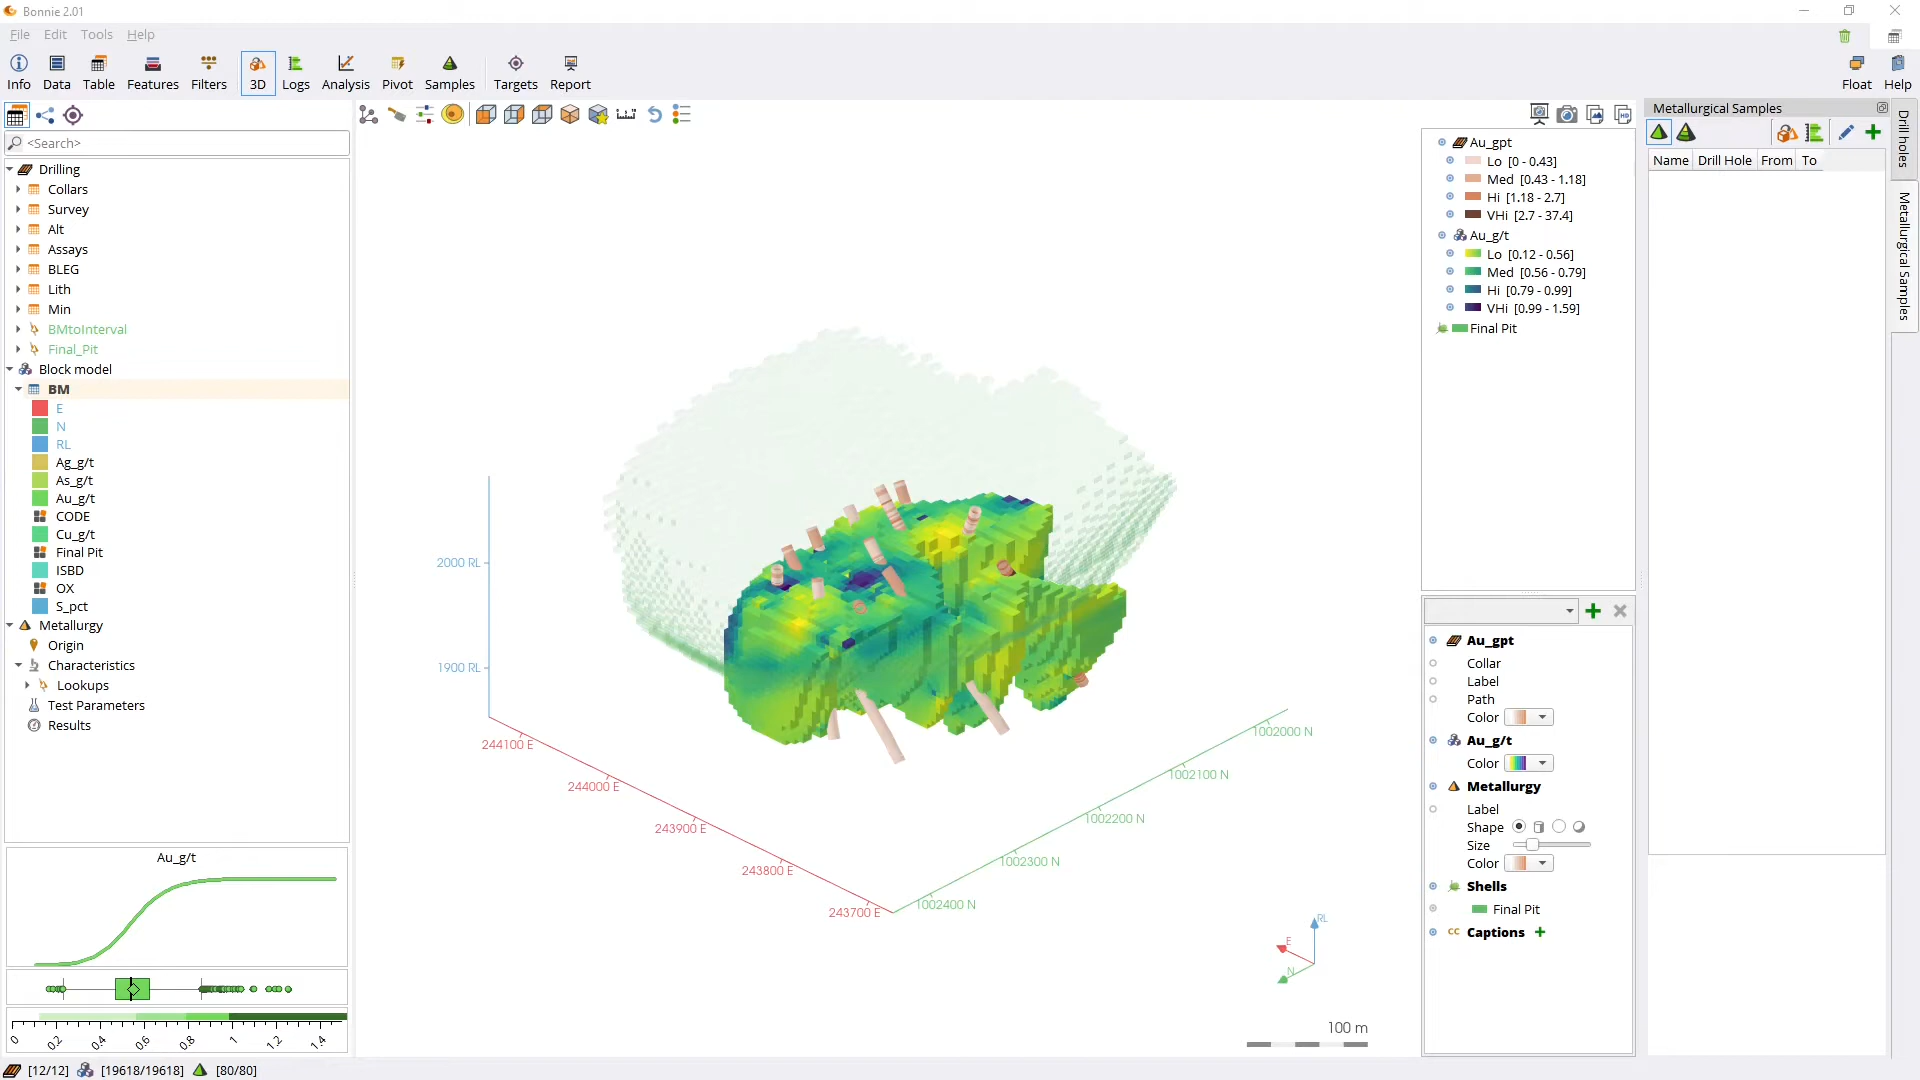 Bonnie 2.01
File Edit Tools Help
Info Data Table Features Filters 3D Logs Analysis Pivot Samples Targets Report Float Help
<Search>
Drilling
Collars
Survey
Alt
Assays
BLEG
Lith
Min
BMtoInterval
Final_Pit
Block model
BM
E
N
RL
Ag_g/t
As_g/t
Au_g/t
CODE
Cu_g/t
Final Pit
ISBD
OX
S_pct
Metallurgy
Origin
Characteristics
Lookups
Test Parameters
Results
Au_g/t
0 0.2 0.4 0.6 0.8 1 1.2 1.4
[12/12] [19618/19618] [80/80]
2000 RL
1900 RL
244100 E
244000 E
243900 E
243800 E
243700 E
1002400 N
1002300 N
1002200 N
1002100 N
1002000 N
RL
E
N
100 m
Au_gpt
Lo [0 - 0.43]
Med [0.43 - 1.18]
Hi [1.18 - 2.7]
VHi [2.7 - 37.4]
Au_g/t
Lo [0.12 - 0.56]
Med [0.56 - 0.79]
Hi [0.79 - 0.99]
VHi [0.99 - 1.59]
Final Pit
Au_gpt
Collar
Label
Path
Color
Au_g/t
Color
Metallurgy
Label
Shape
Size
Color
Shells
Final Pit
CC Captions
Metallurgical Samples
Name Drill Hole From To
Drill holes
Metallurgical Samples